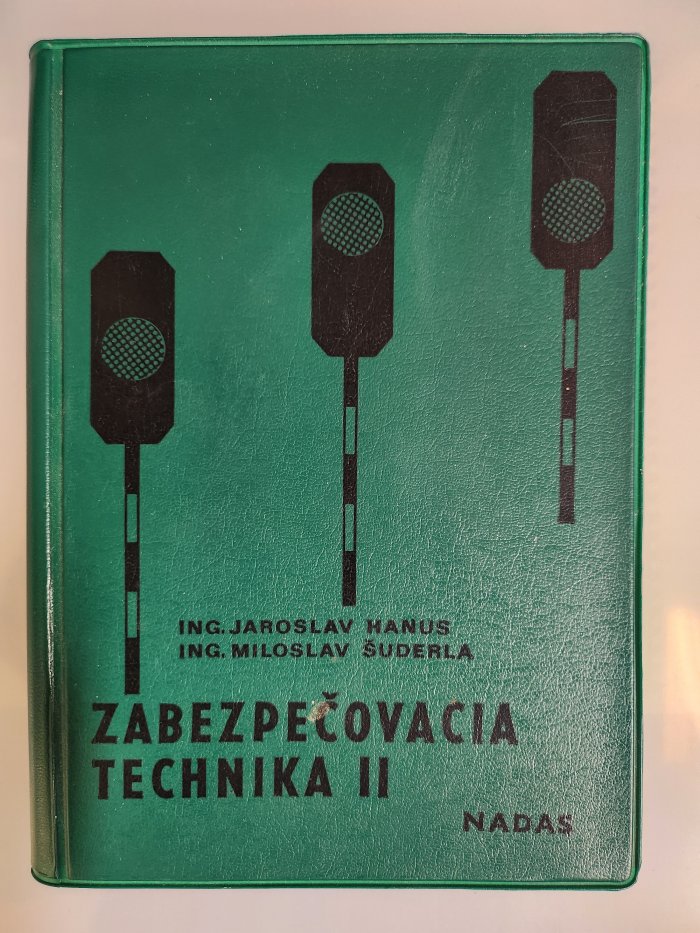 ING. JAROSLAV HANUS
ING. MILOSLAV ŠUDERLA
ZABEZPEČOVACIA
TECHNIKA II
NADAS